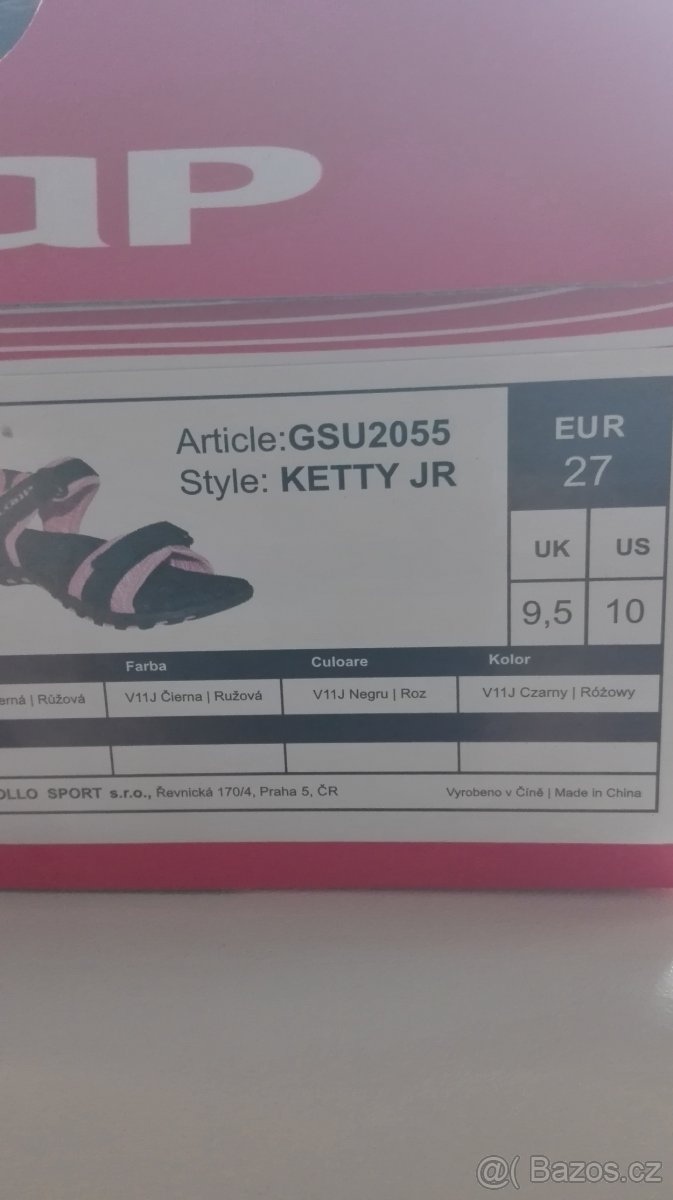 aP
Article:GSU2055
Style: KETTY JR
EUR
27
UK US
9,5 10
Farba Culoare Kolor
erná | Růžová V11J Čierna | Ružová V11J Negru | Roz V11J Czarny | Różowy
OLLO SPORT s.r.o., Řevnická 170/4, Praha 5, ČR Vyrobeno v Číně | Made in China
@( Bazos.cz